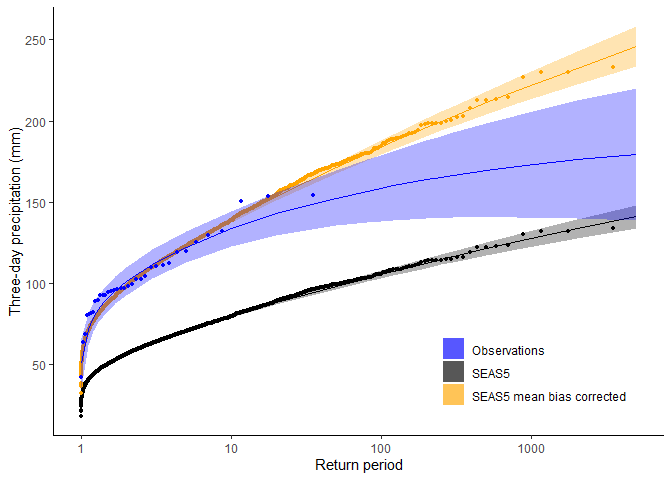 250
200
150
100
50
Three-day precipitation (mm)
Observations
SEAS5
SEAS5 mean bias corrected
1 10 100 1000
Return period